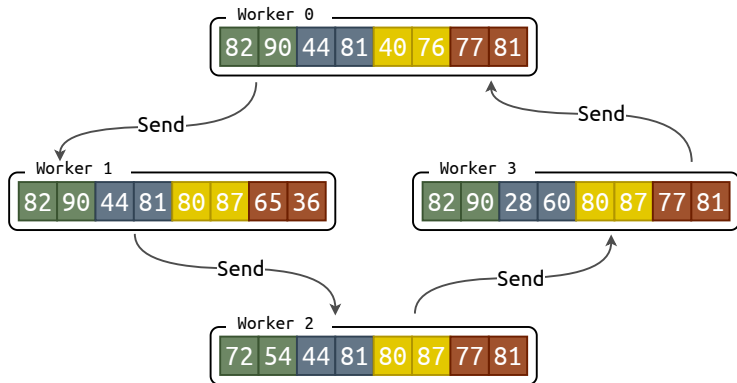 Worker 0
82 90 44 81 40 76 77 81
Send
Worker 1
82 90 44 81 80 87 65 36
Send
Worker 3
82 90 28 60 80 87 77 81
Send
Send
Worker 2
72 54 44 81 80 87 77 81